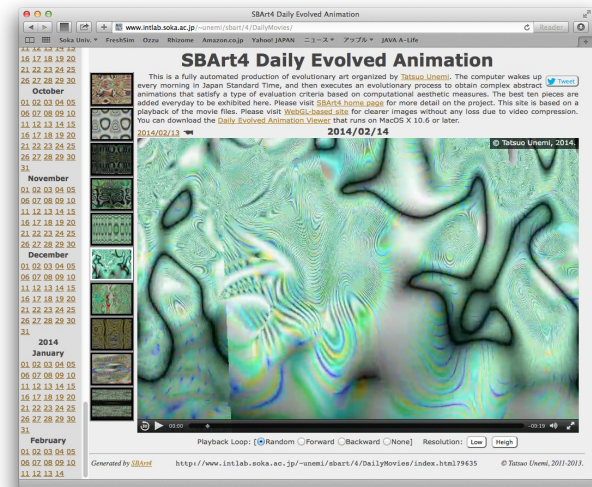 SBArt4 Daily Evolved Animation
www.intlab.soka.ac.jp/~unemi/sbart/4/DailyMovies/
Reader
Soka Univ. FreshSim Ozzu Rhizome Amazon.co.jp Yahoo! JAPAN ニュース アップル JAVA A-Life
11 12 13 14 15
16 17 18 19 20
21 22 23 24 25
26 27 28 29 30
October
01 02 03 04 05
06 07 08 09 10
11 12 13 14 15
16 17 18 19 20
21 22 23 24 25
26 27 28 29 30
31
November
01 02 03 04 05
06 07 08 09 10
11 12 13 14 15
16 17 18 19 20
21 22 23 24 25
26 27 28 29 30
December
01 02 03 04 05
06 07 08 09 10
11 12 13 14 15
16 17 18 19 20
21 22 23 24 25
26 27 28 29 30
31
2014
January
01 02 03 04 05
06 07 08 09 10
11 12 13 14 15
16 17 18 19 20
21 22 23 24 25
26 27 28 29 30
31
February
01 02 03 04 05
06 07 08 09 10
11 12 13 14
SBArt4 Daily Evolved Animation
This is a fully automated production of evolutionary art organized by Tatsuo Unemi. The computer wakes up
Tweet
every morning in Japan Standard Time, and then executes an evolutionary process to obtain complex abstract
animations that satisfy a type of evaluation criteria based on computational aesthetic measures. The best ten pieces are
added everyday to be exhibited here. Please visit SBArt4 home page for more detail on the project. This site is based on a
playback of the movie files. Please visit WebGL-based site for clearer images without any loss due to video compression.
You can download the Daily Evolved Animation Viewer that runs on MacOS X 10.6 or later.
2014/02/13
2014/02/14
© Tatsuo Unemi, 2014.
00:00
-00:19
Playback Loop: [Random Forward Backward None] Resolution: Low Heigh
Generated by SBArt4 http://www.intlab.soka.ac.jp/~unemi/sbart/4/DailyMovies/index.html?9635 © Tatsuo Unemi, 2011-2013.